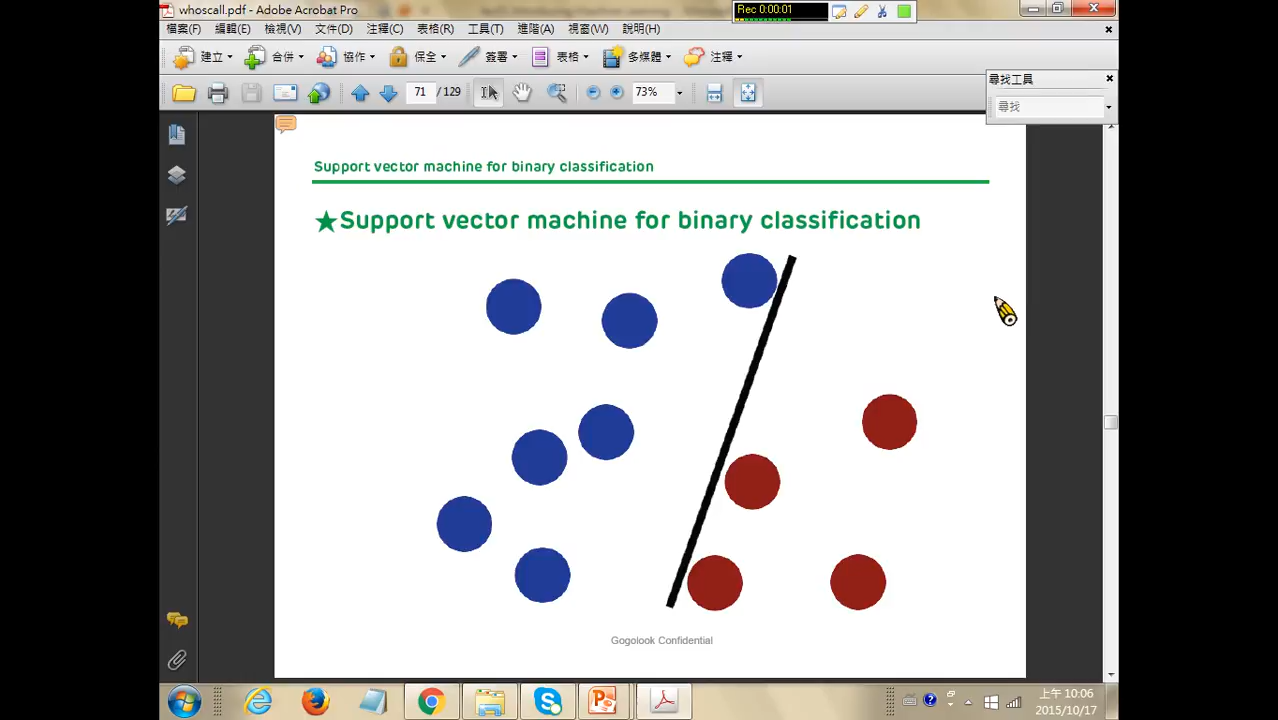 whoscall.pdf - Adobe Acrobat Pro
Rec 0:00:01
檔案(F) 編輯(E) 檢視(V) 文件(D) 注釋(C) 表格(R) 工具(T) 進階(A) 視窗(W) 說明(H)
建立 合併 協作 保全 簽署 表格 多媒體 注釋
71 / 129 73%
尋找工具
尋找
Support vector machine for binary classification
★Support vector machine for binary classification
Gogolook Confidential
上午 10:06
2015/10/17